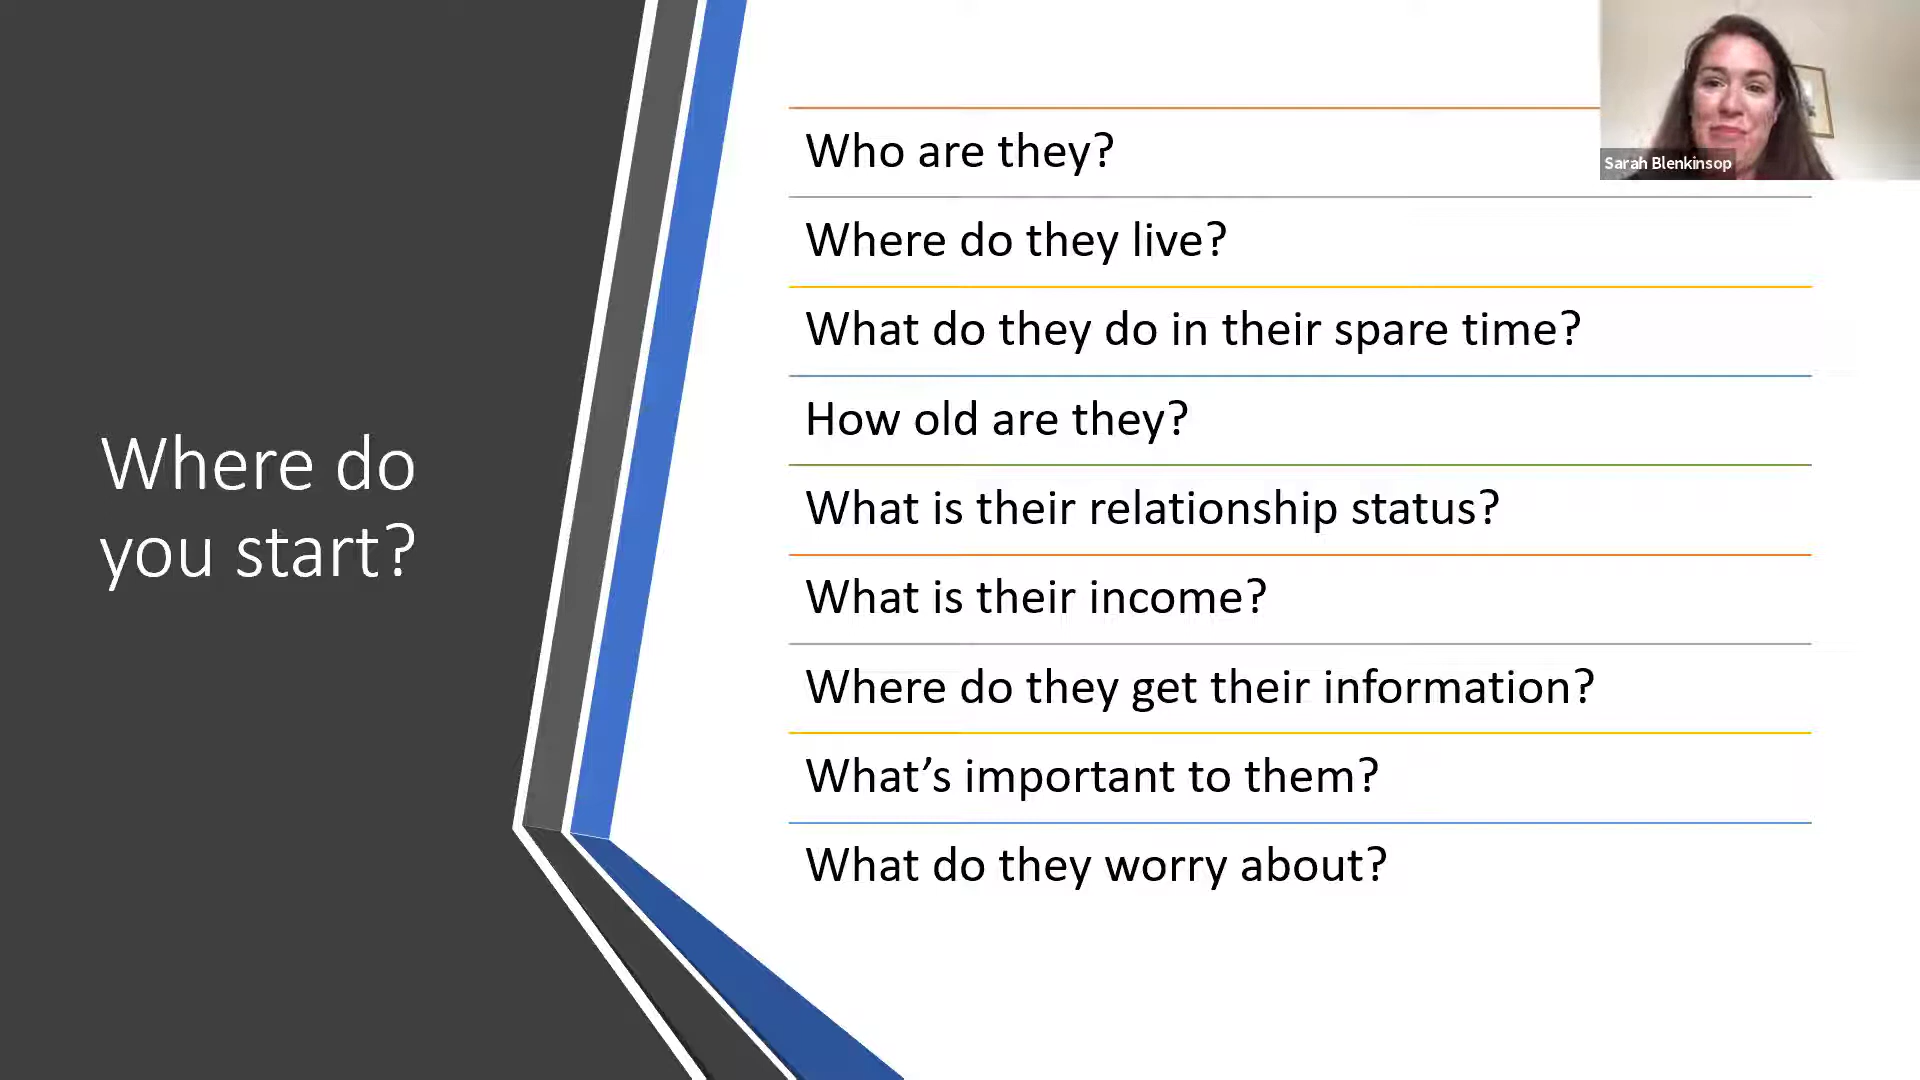 Where do
you start?
Who are they?
Where do they live?
What do they do in their spare time?
How old are they?
What is their relationship status?
What is their income?
Where do they get their information?
What’s important to them?
What do they worry about?
Sarah Blenkinsop